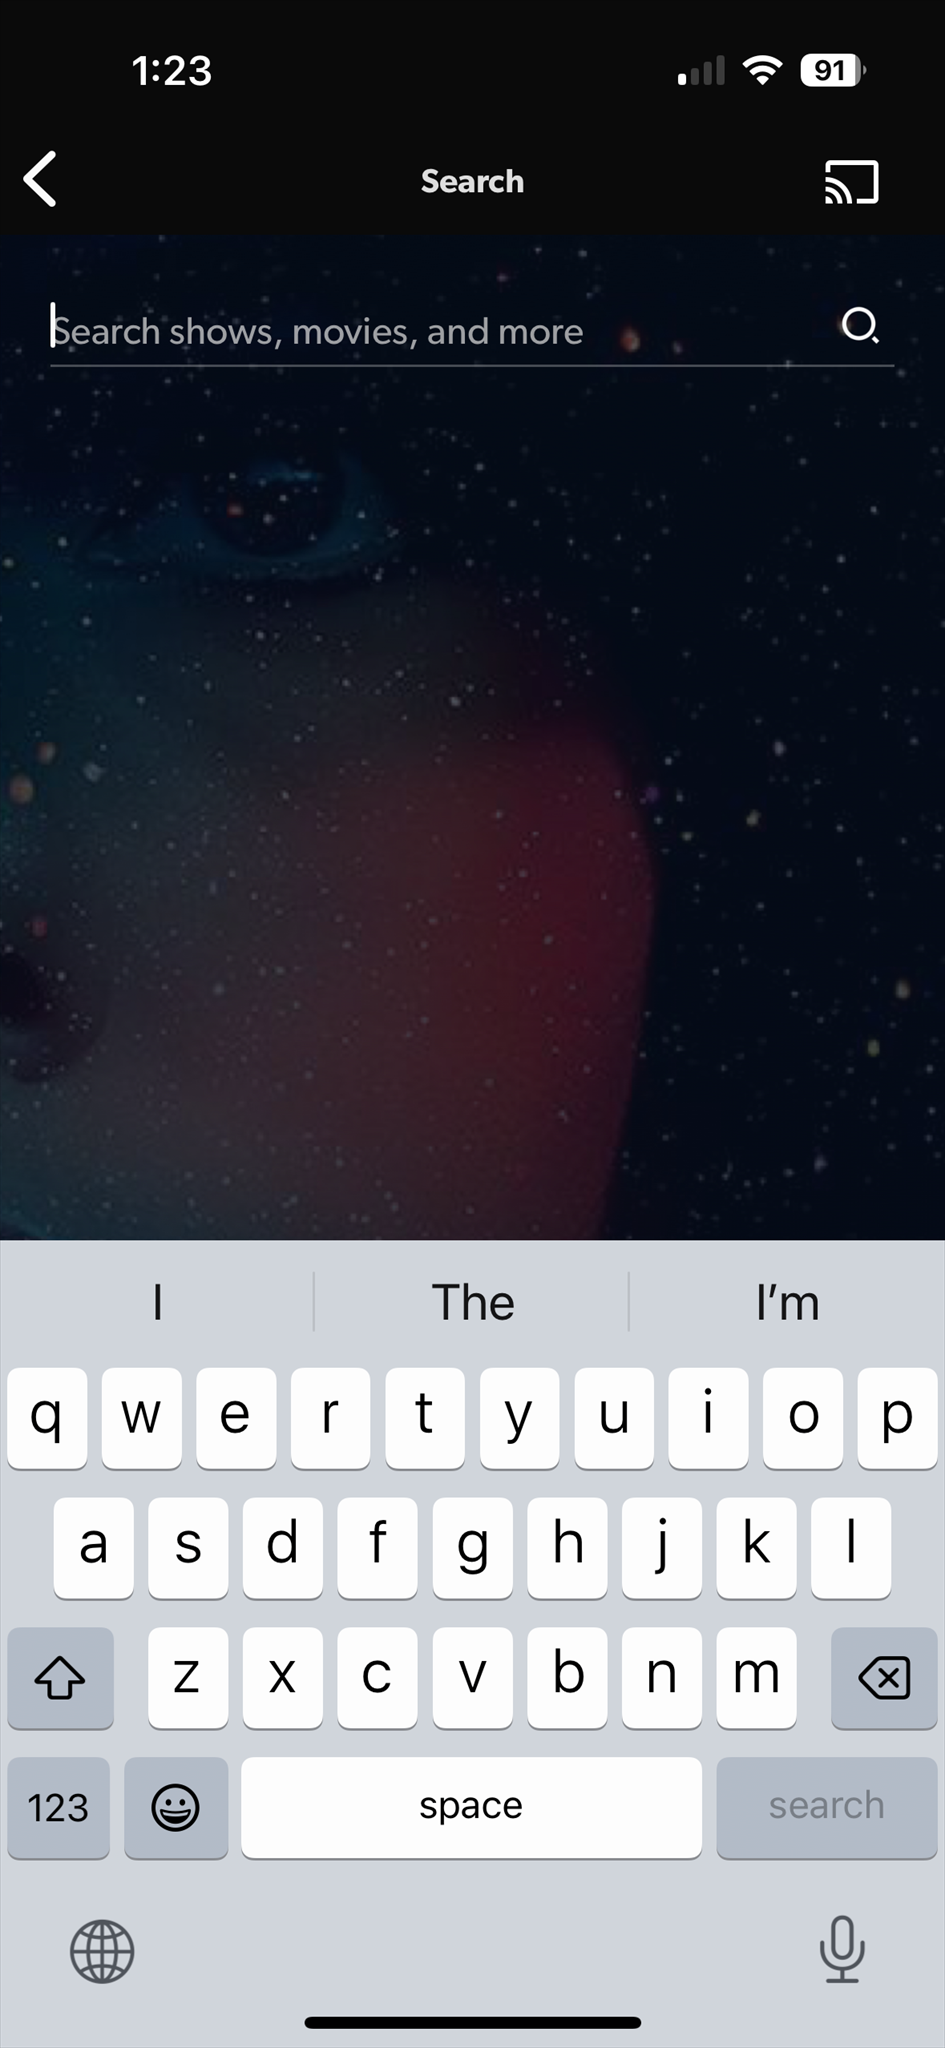 1:23
91
Search
Search shows, movies, and more
I The I'm
q w e r t y u i o p
a s d f g h j k l
z x c v b n m
123 space search